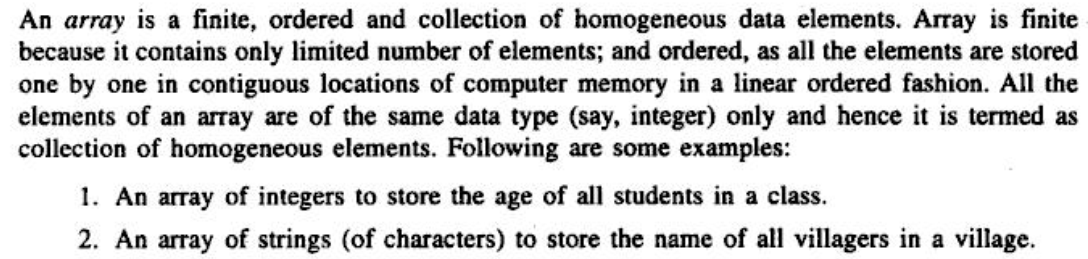 An array is a finite, ordered and collection of homogeneous data elements. Array is finite
because it contains only limited number of elements; and ordered, as all the elements are stored
one by one in contiguous locations of computer memory in a linear ordered fashion. All the
elements of an array are of the same data type (say, integer) only and hence it is termed as
collection of homogeneous elements. Following are some examples:
1. An array of integers to store the age of all students in a class.
2. An array of strings (of characters) to store the name of all villagers in a village.